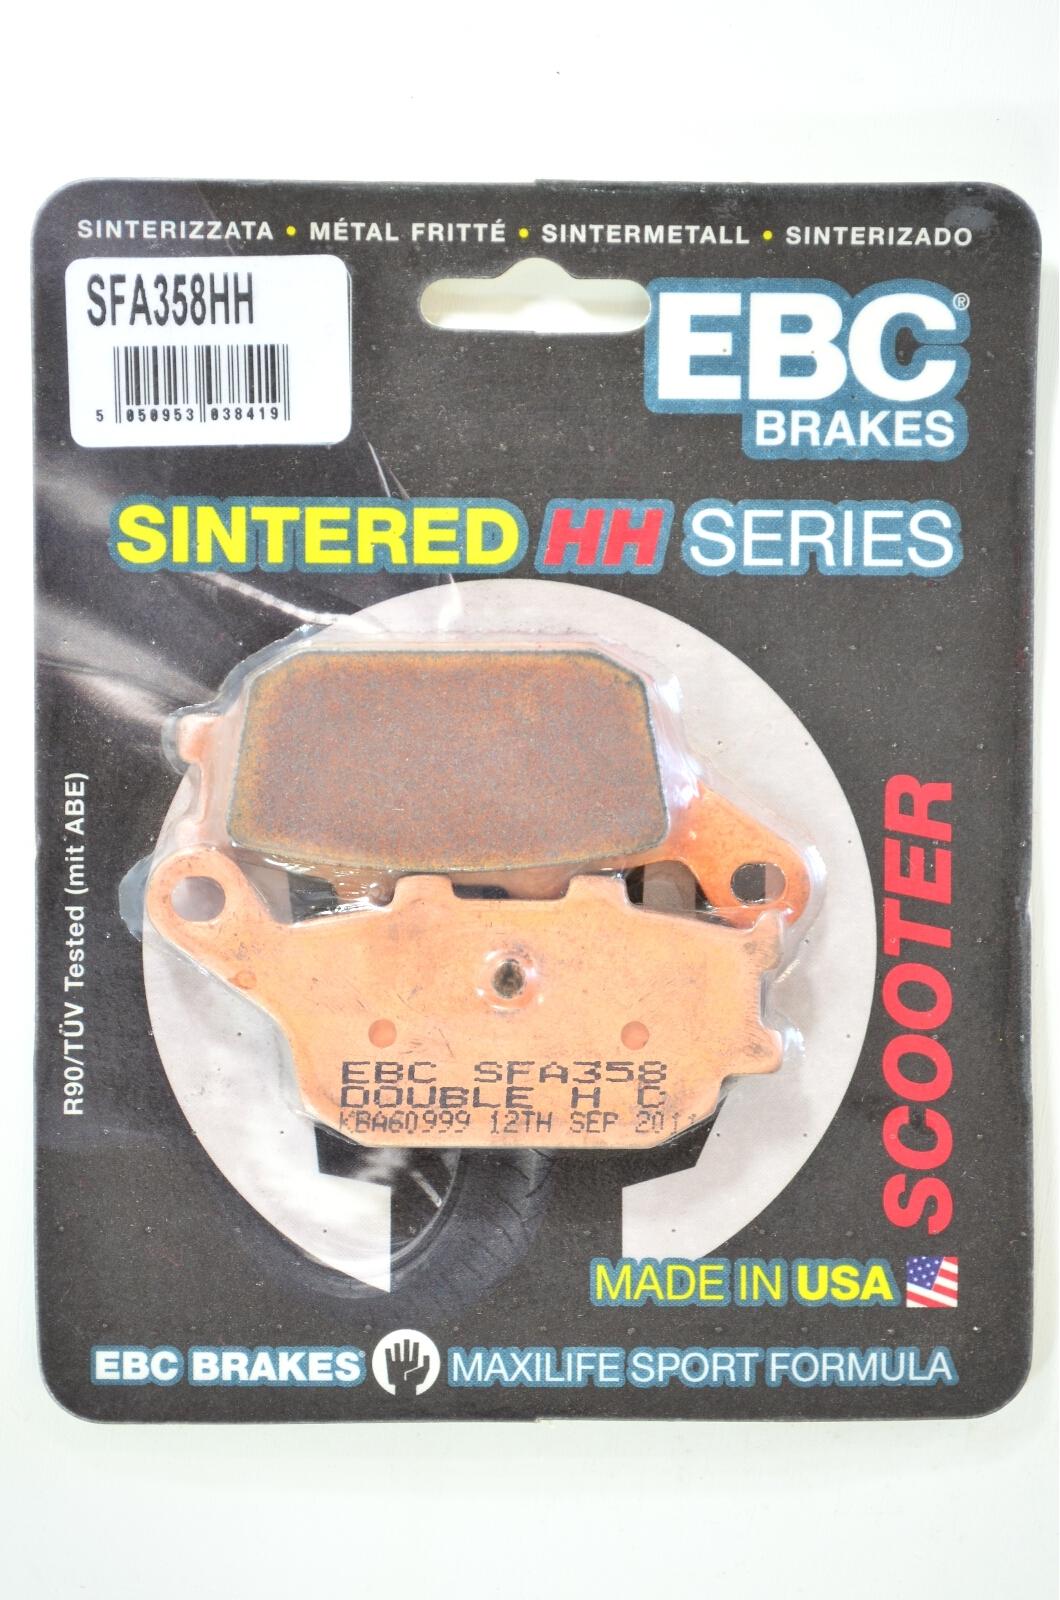 SINTERIZZATA • MÉTAL FRITTÉ • SINTERMETALL • SINTERIZADO
SFA358HH
5 050953 038419
EBC®
BRAKES
SINTERED HH SERIES
R90/TÜV Tested (mit ABE)
SCOOTER
EBC SFA358
DOUBLE H
KBA60999 12TH SEP
MADE IN USA
EBC BRAKES® MAXILIFE SPORT FORMULA